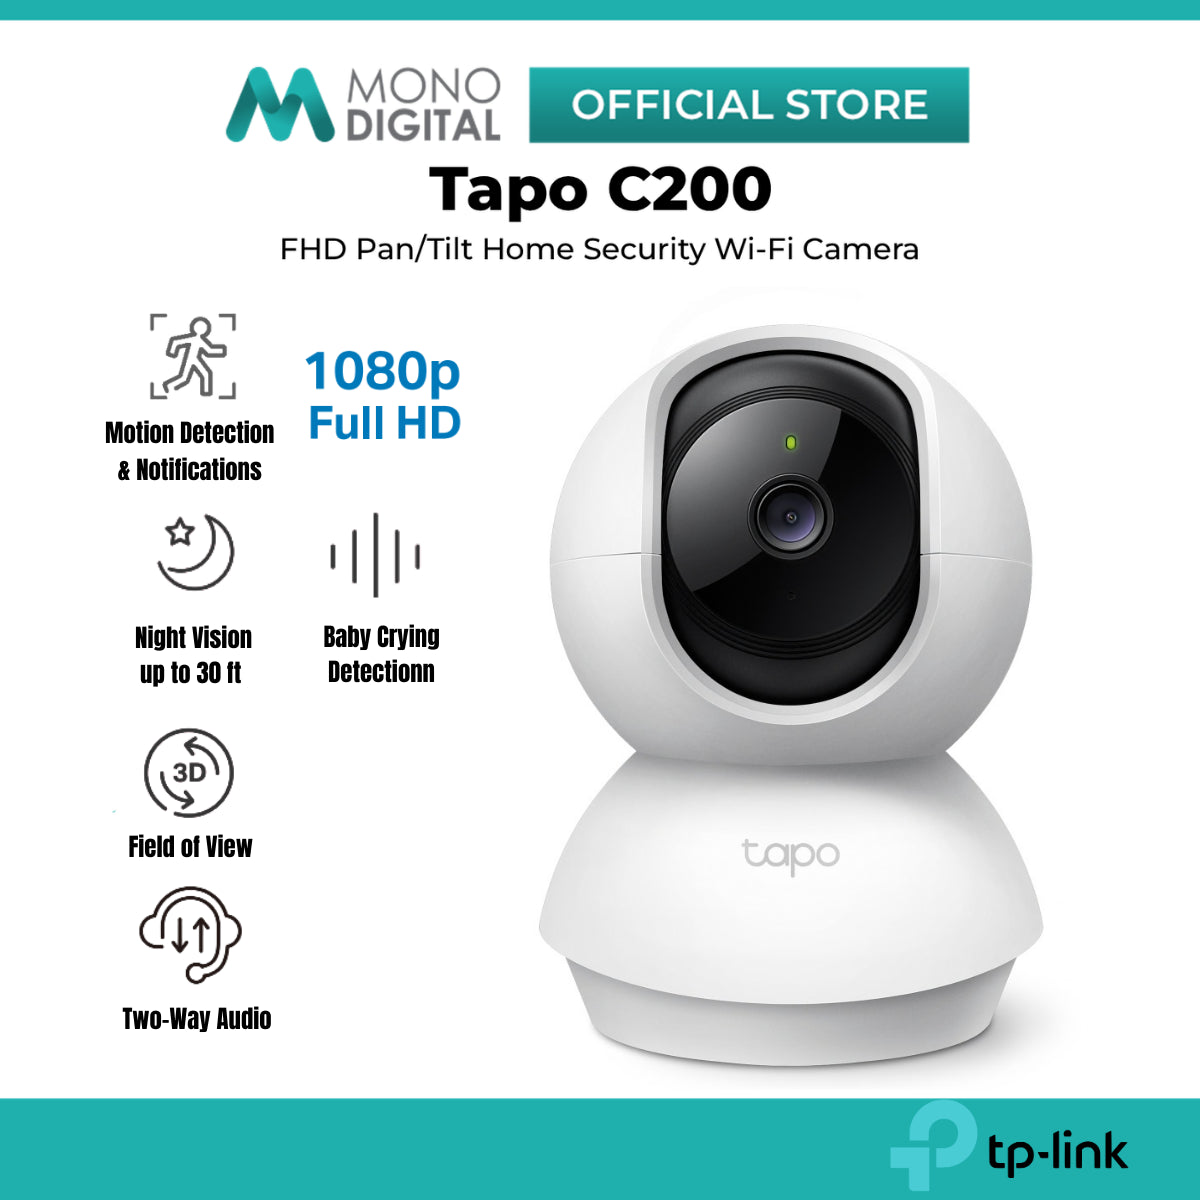 MONO
DIGITAL
OFFICIAL STORE
Tapo C200
FHD Pan/Tilt Home Security Wi-Fi Camera
Motion Detection
& Notifications
1080p
Full HD
Night Vision
up to 30 ft
Baby Crying
Detectionn
3D
Field of View
Two-Way Audio
tapo
tp-link